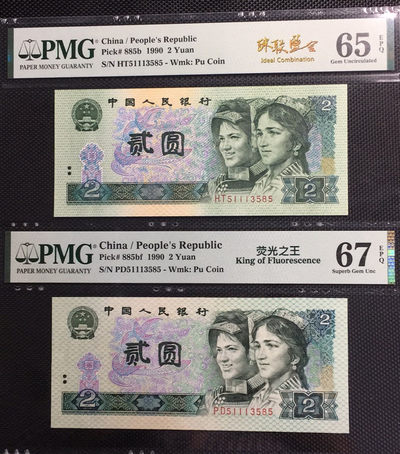 PMG
PAPER MONEY GUARANTY
China / People's Republic
Pick# 885b 1990 2 Yuan
S/N HT51113585 - Wmk: Pu Coin
Ideal Combination
65
EPQ
Gem Uncirculated
中国人民银行
2
贰圆
HT51113585
2
2
PMG
PAPER MONEY GUARANTY
China / People's Republic
Pick# 885bf 1990 2 Yuan
S/N PD51113585 - Wmk: Pu Coin
荧光之王
King of Fluorescence
67
EPQ
Superb Gem Unc
中国人民银行
2
贰圆
PD51113585
2
2